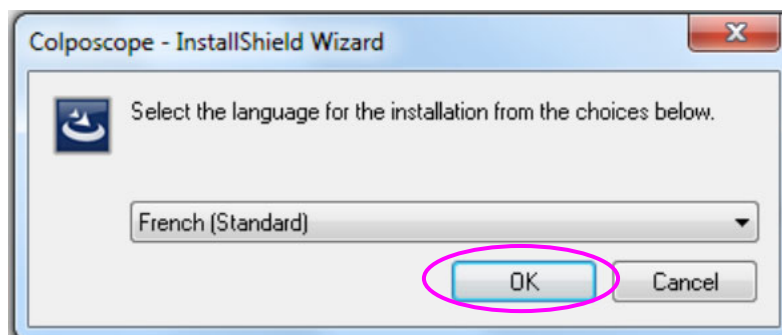 Colposcope - InstallShield Wizard
Select the language for the installation from the choices below.
French (Standard)
OK
Cancel